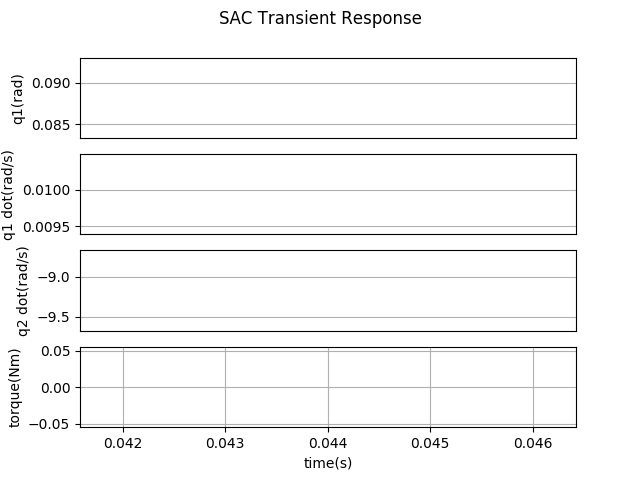 SAC Transient Response
q1(rad)
0.090
0.085
q1 dot(rad/s)
0.0100
0.0095
q2 dot(rad/s)
−9.0
−9.5
torque(Nm)
0.05
0.00
−0.05
0.042 0.043 0.044 0.045 0.046
time(s)